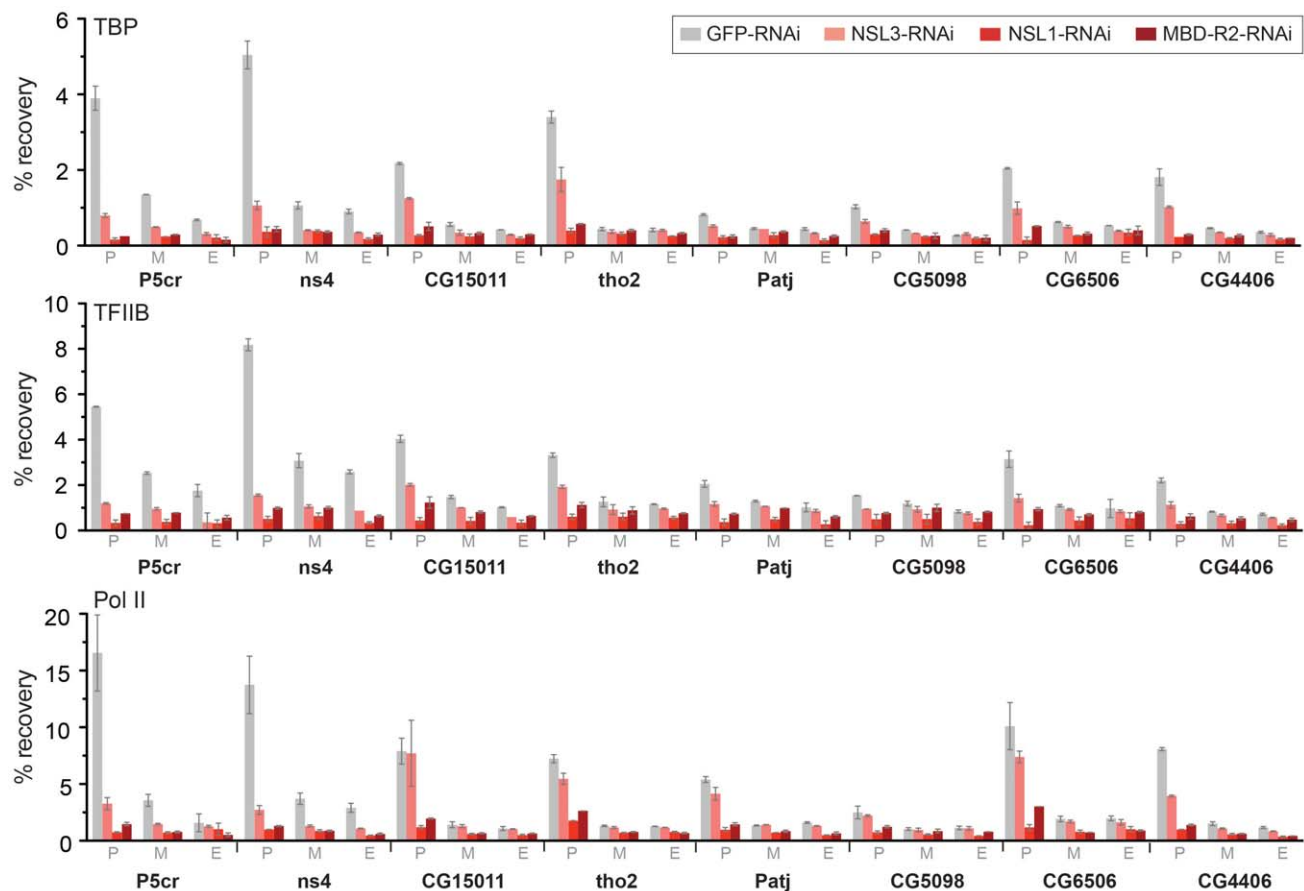 TBP
GFP-RNAi NSL3-RNAi NSL1-RNAi MBD-R2-RNAi
% recovery
6
4
2
0
P M E P M E P M E P M E P M E P M E P M E P M E
P5cr ns4 CG15011 tho2 Patj CG5098 CG6506 CG4406
TFIIB
% recovery
10
8
6
4
2
0
P M E P M E P M E P M E P M E P M E P M E P M E
P5cr ns4 CG15011 tho2 Patj CG5098 CG6506 CG4406
Pol II
% recovery
20
15
10
5
0
P M E P M E P M E P M E P M E P M E P M E P M E
P5cr ns4 CG15011 tho2 Patj CG5098 CG6506 CG4406